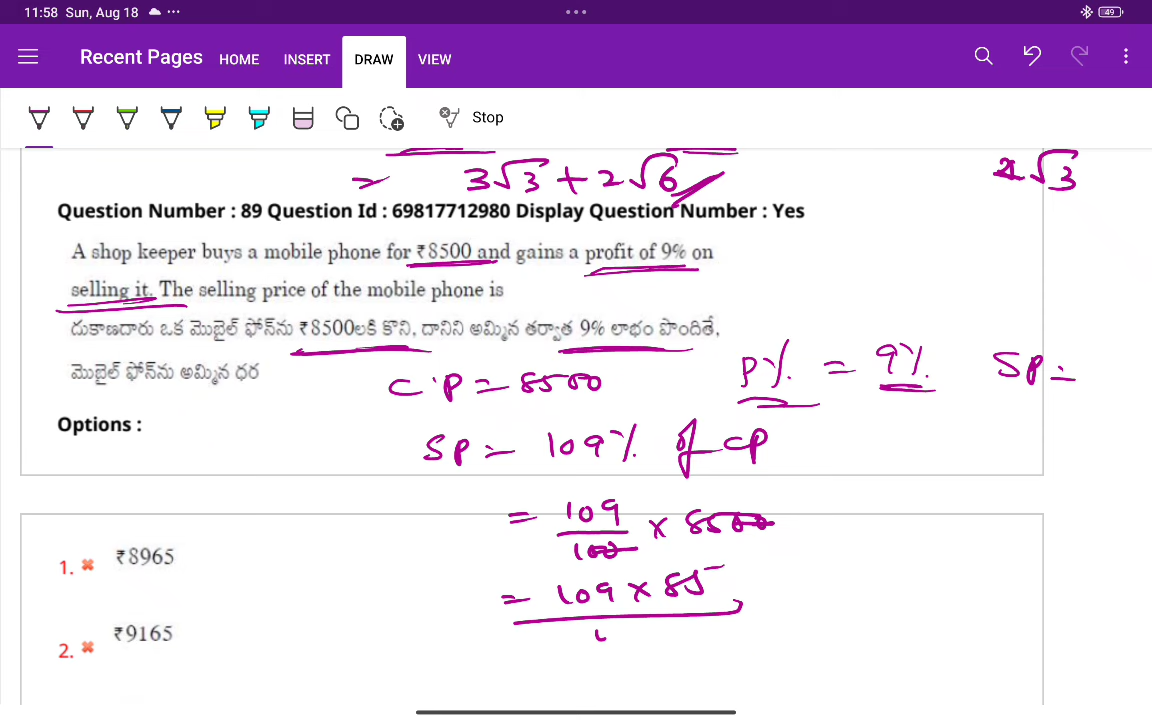 11:58 Sun, Aug 18
49
Recent Pages HOME INSERT DRAW VIEW
Stop
= 3√3 + 2√6
√3
Question Number : 89 Question Id : 69817712980 Display Question Number : Yes
A shop keeper buys a mobile phone for ₹8500 and gains a profit of 9% on
selling it. The selling price of the mobile phone is
దుకాణదారు ఒక మొబైల్ ఫోన్‌ను ₹8500లకి కొని, దానిని అమ్మిన తర్వాత 9% లాభం పొందితే,
మొబైల్ ఫోన్‌ను అమ్మిన ధర
C.P = 8500
P% = 9%
SP =
Options :
SP = 109% of CP
= 109/100 × 8500
= 109 × 85
1. ₹8965
2. ₹9165